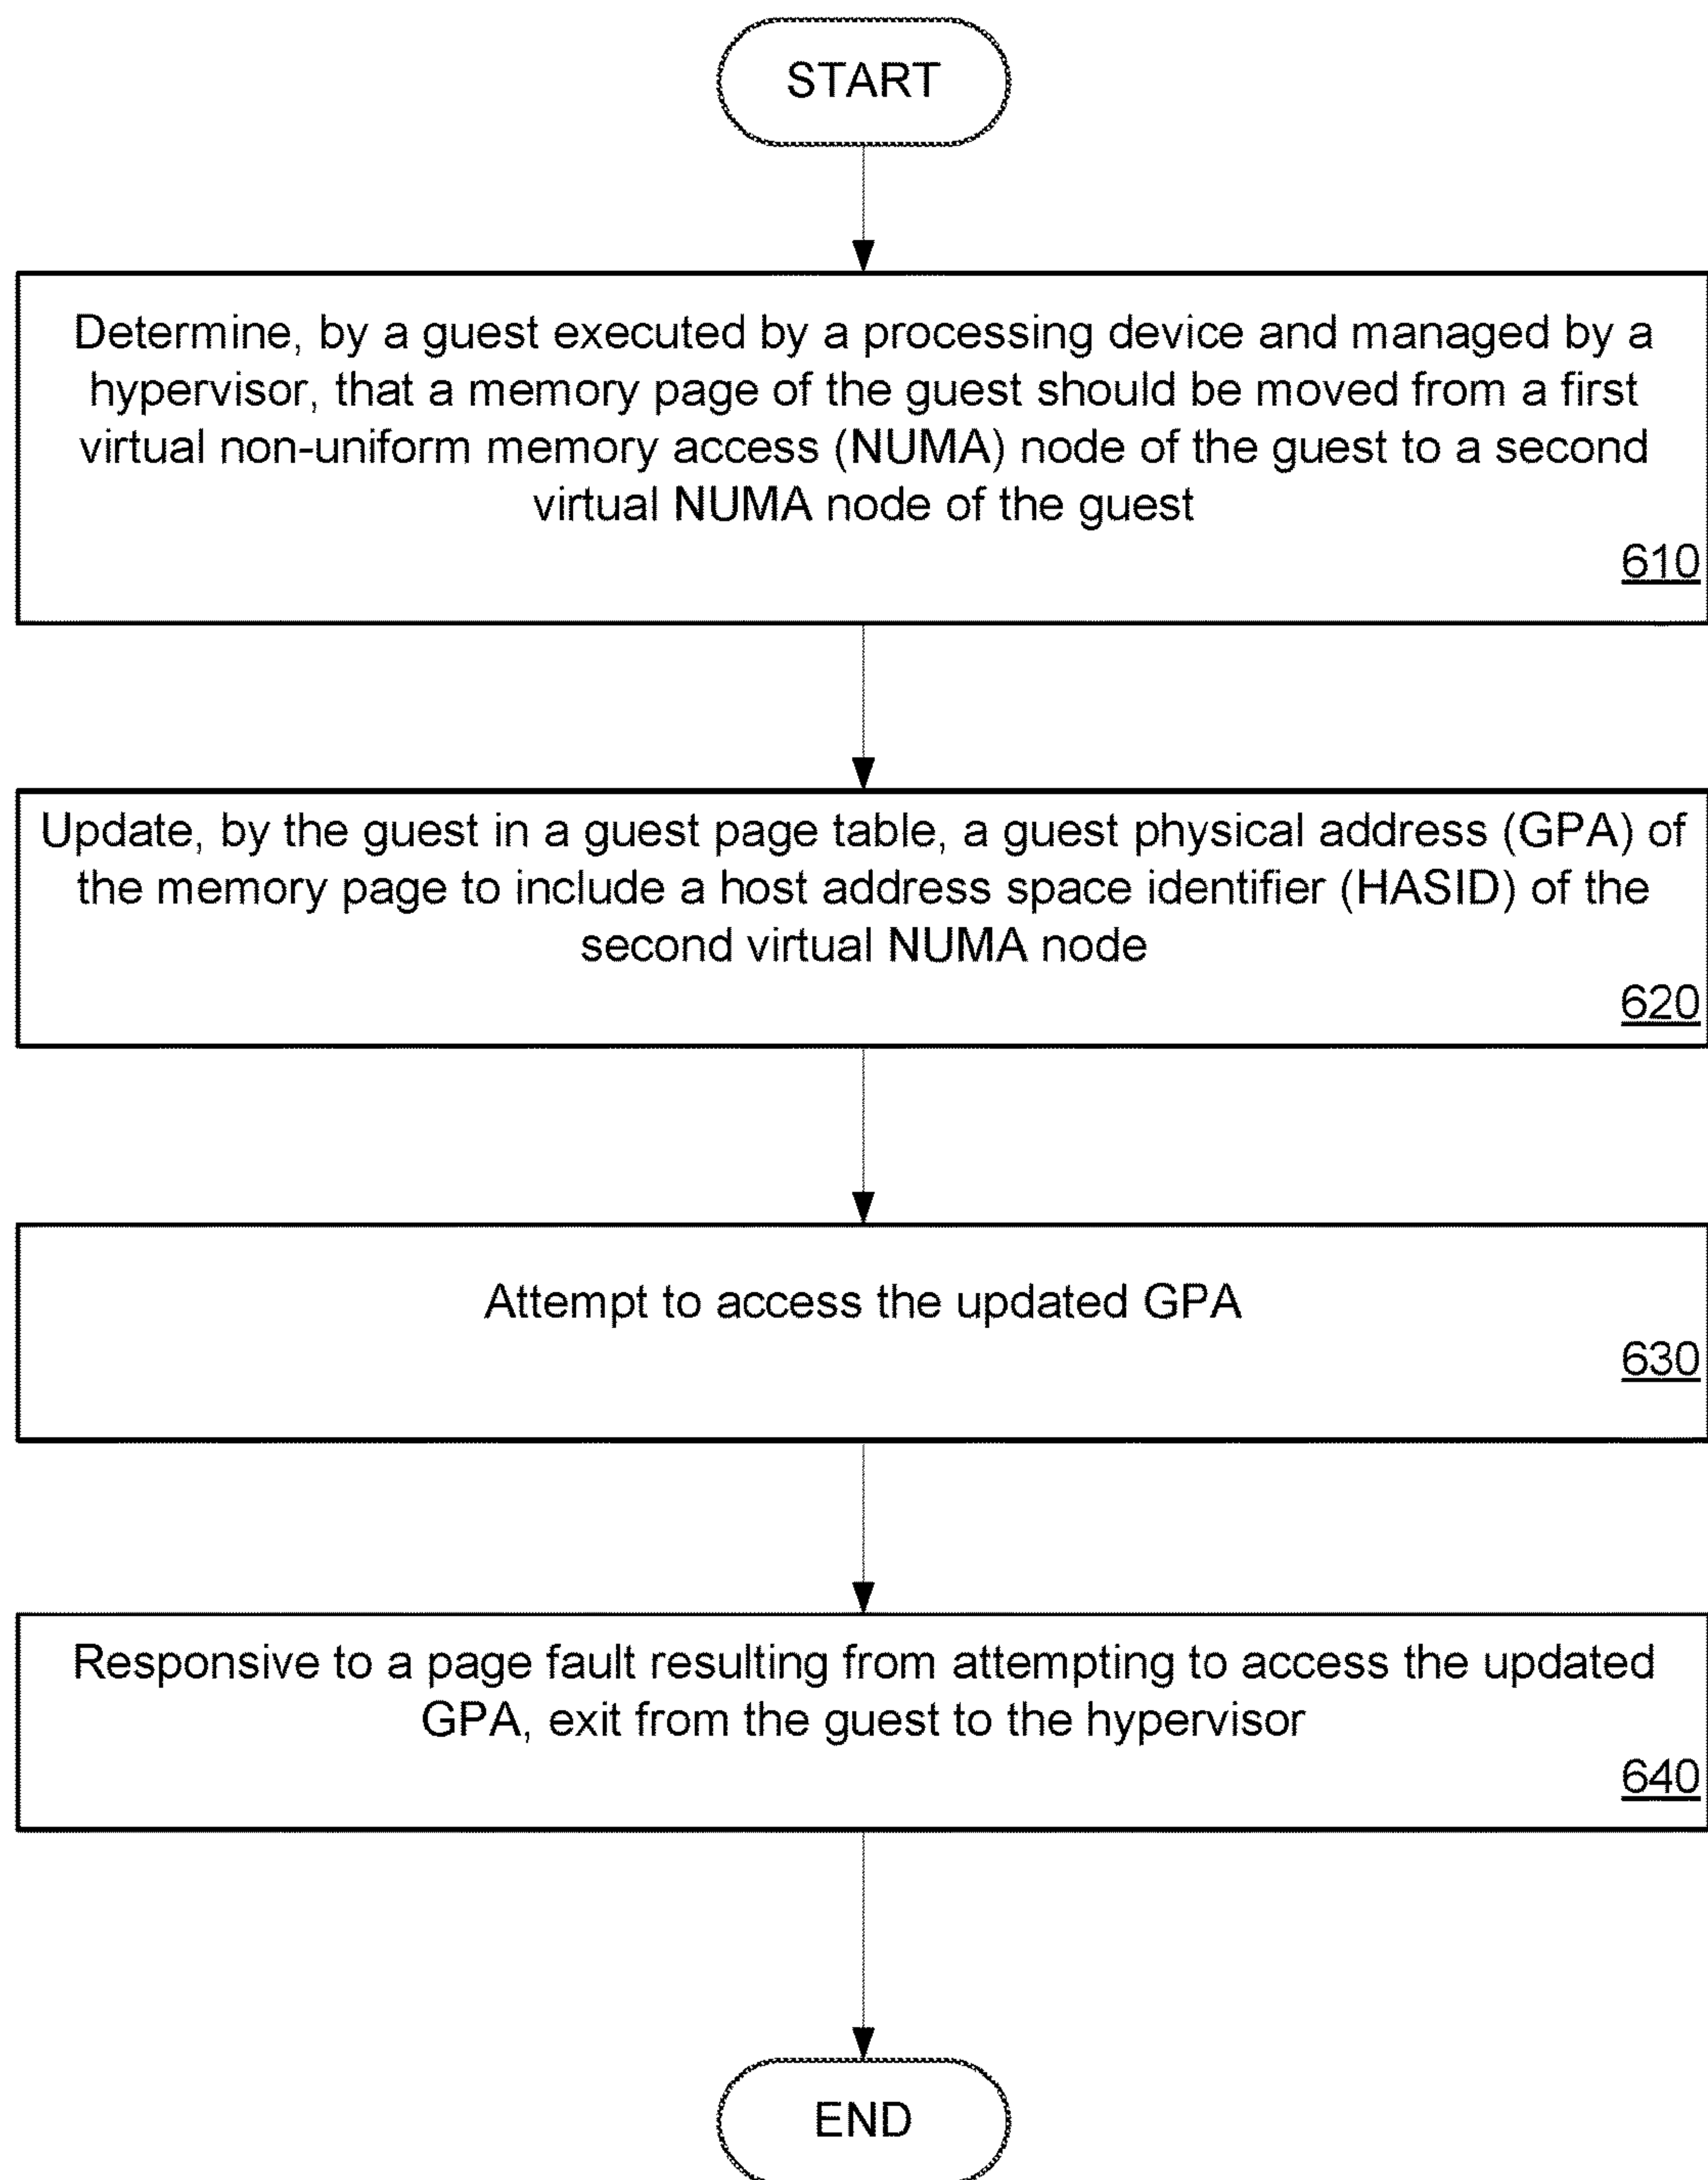 START
Determine, by a guest executed by a processing device and managed by a
hypervisor, that a memory page of the guest should be moved from a first
virtual non-uniform memory access (NUMA) node of the guest to a second
virtual NUMA node of the guest
610
Update, by the guest in a guest page table, a guest physical address (GPA) of
the memory page to include a host address space identifier (HASID) of the
second virtual NUMA node
620
Attempt to access the updated GPA
630
Responsive to a page fault resulting from attempting to access the updated
GPA, exit from the guest to the hypervisor
640
END